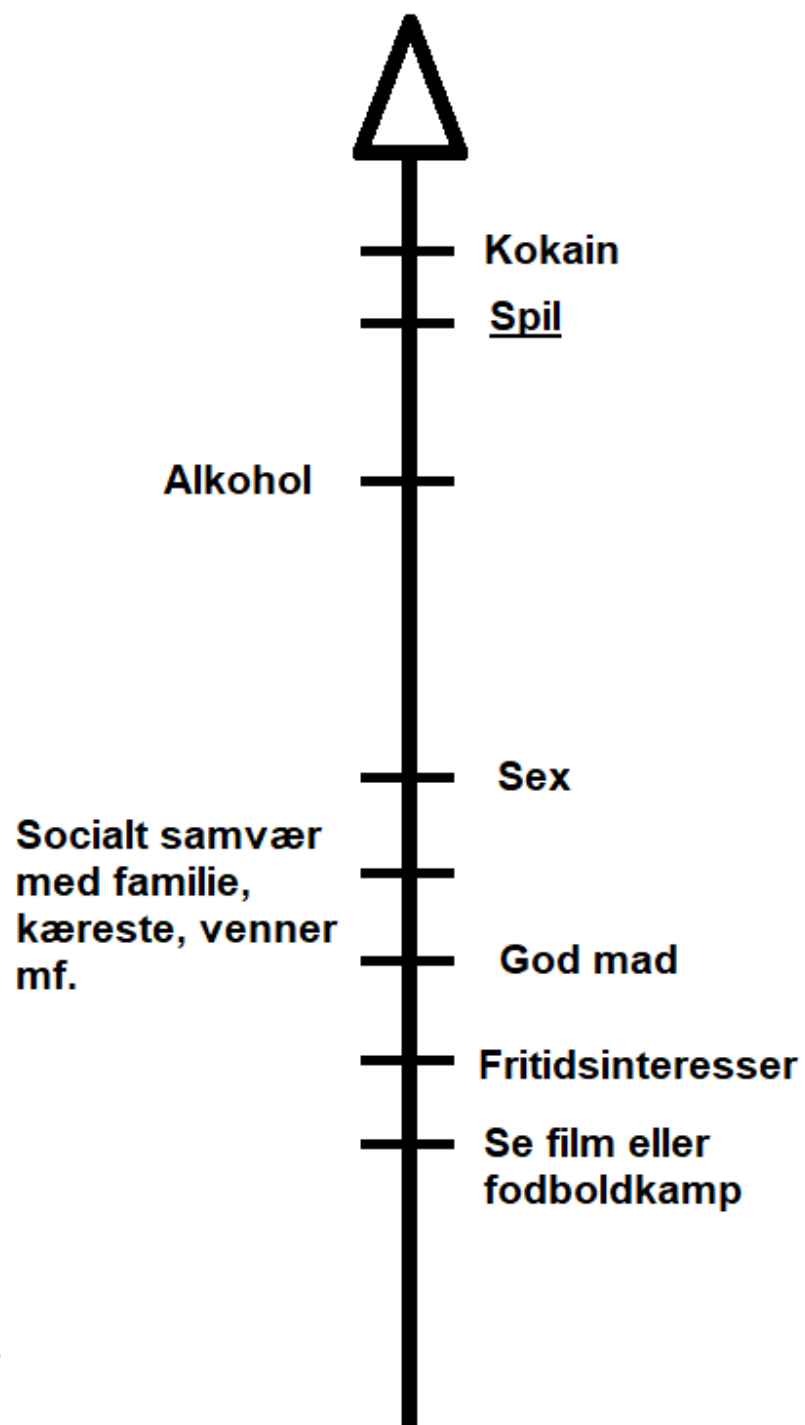 Kokain
Spil
Alkohol
Sex
Socialt samvær
med familie,
kæreste, venner
mf.
God mad
Fritidsinteresser
Se film eller
fodboldkamp